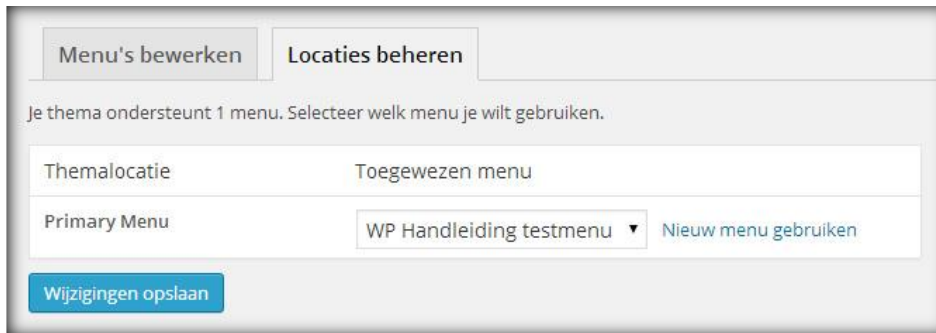 Menu's bewerken Locaties beheren
Je thema ondersteunt 1 menu. Selecteer welk menu je wilt gebruiken.
Themalocatie Toegewezen menu
Primary Menu WP Handleiding testmenu Nieuw menu gebruiken
Wijzigingen opslaan